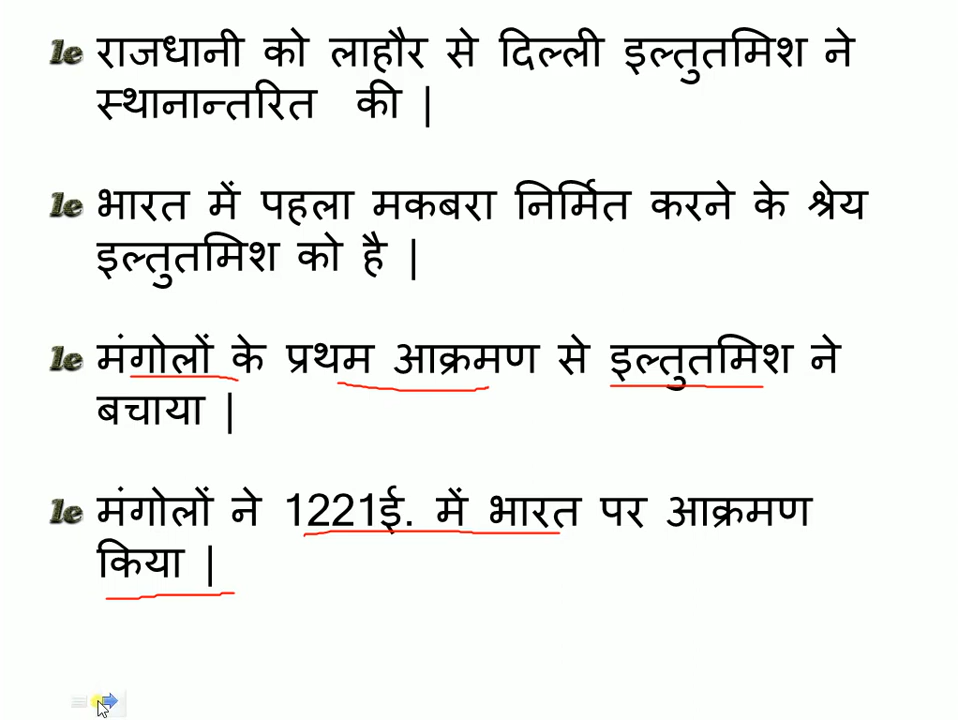 राजधानी को लाहौर से दिल्ली इल्तुतमिश ने
स्थानान्तरित की |
भारत में पहला मकबरा निर्मित करने के श्रेय
इल्तुतमिश को है |
मंगोलों के प्रथम आक्रमण से इल्तुतमिश ने
बचाया |
मंगोलों ने 1221ई. में भारत पर आक्रमण
किया |